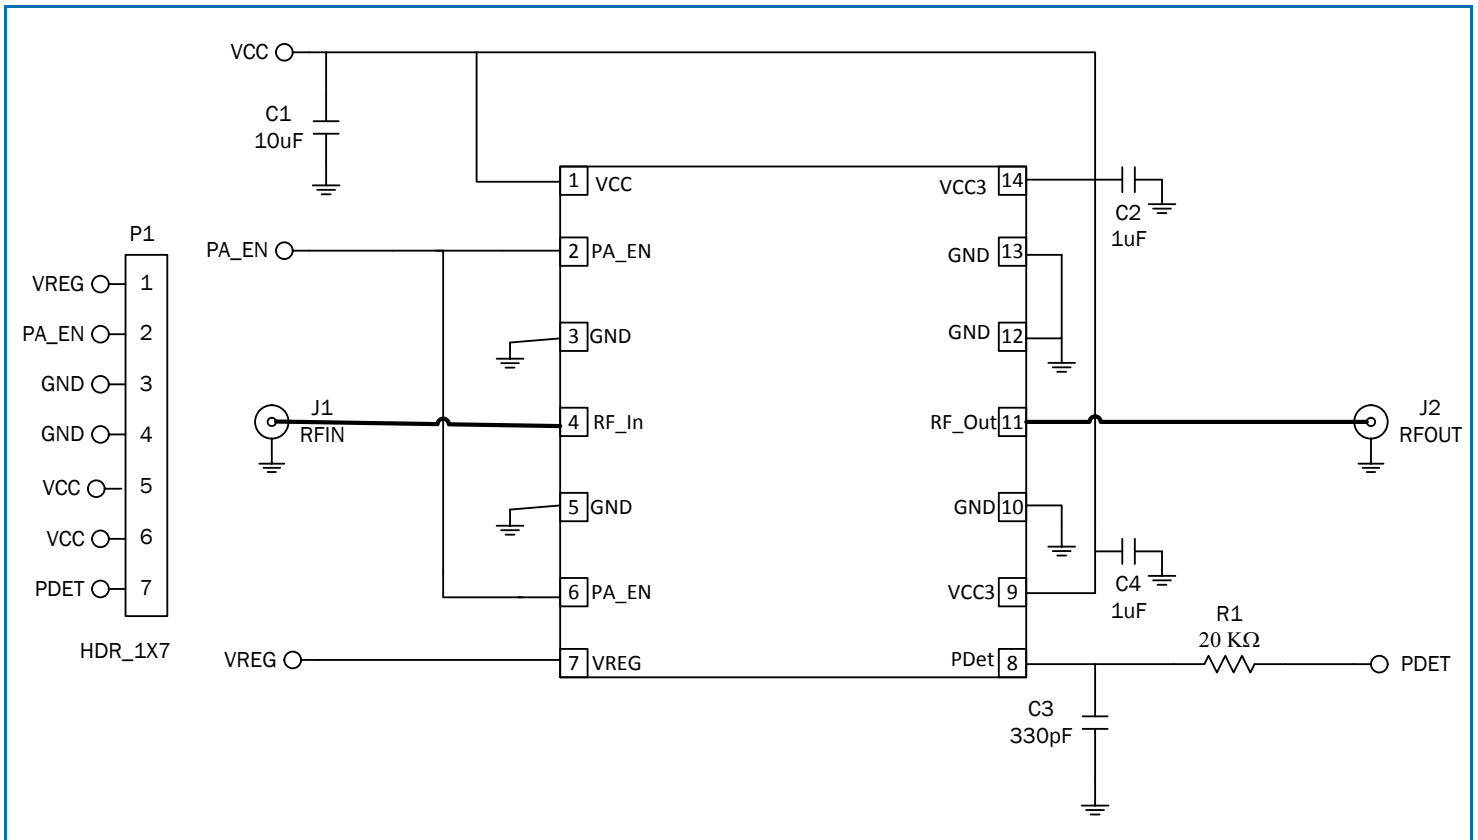 VCC
C1
10uF
1 VCC
VCC3 14
C2
1uF
P1
PA_EN
2 PA_EN
GND 13
VREG 1
PA_EN 2
3 GND
GND 12
GND 3
J1
RFIN
4 RF_In
RF_Out 11
J2
RFOUT
GND 4
VCC 5
5 GND
GND 10
VCC 6
C4
1uF
PDET 7
6 PA_EN
VCC3 9
R1
20 KΩ
HDR_1X7
VREG
7 VREG
PDet 8
PDET
C3
330pF